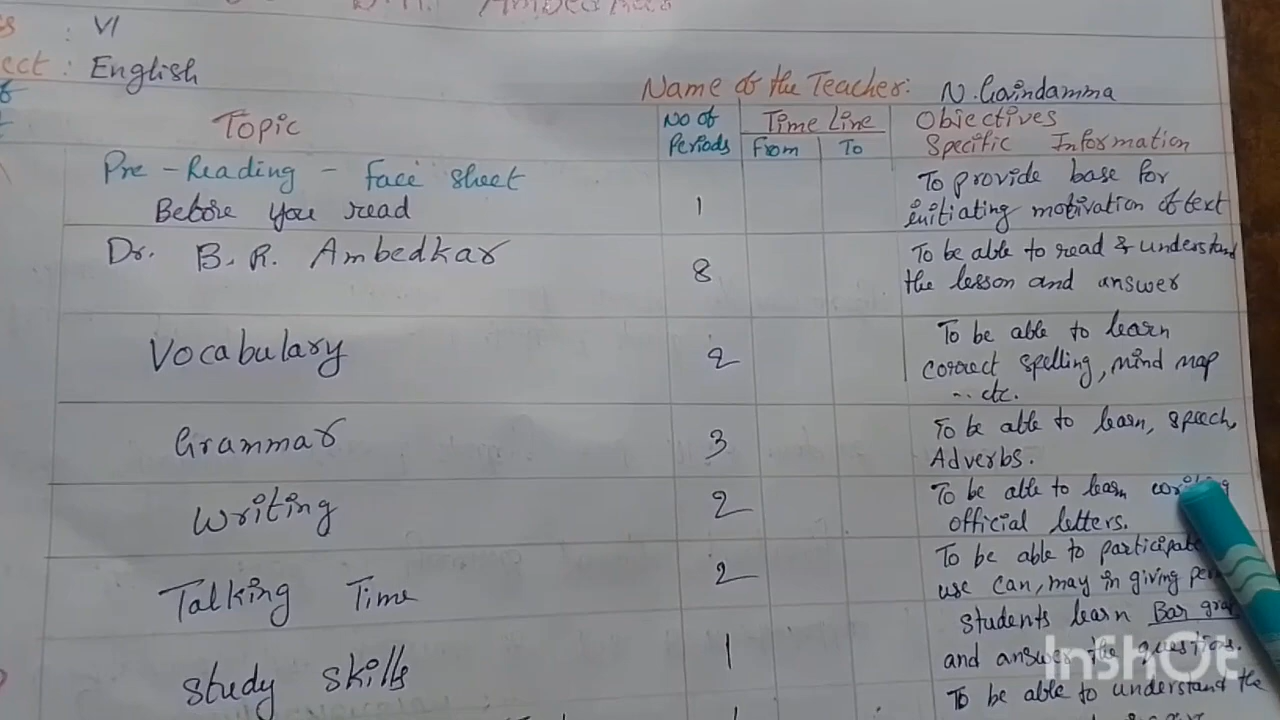 : VI
ect : English
Name of the Teacher: N. Govindamma
Topic
No of Periods
Time Line
From
To
Objectives
Specific Information
Pre - Reading - Face sheet
Before you read
1
To provide base for
initiating motivation of text
Dr. B. R. Ambedkar
8
To be able to read & understand
the lesson and answer
Vocabulary
2
To be able to learn
correct spelling, mind map
... etc.
Grammar
3
To be able to learn, speech,
Adverbs.
Writing
2
To be able to learn
official letters.
Talking Time
2
To be able to participate
use can, may in giving
Study skills
1
students learn Bar
and answer the questions.
To be able to understand the
InShOt